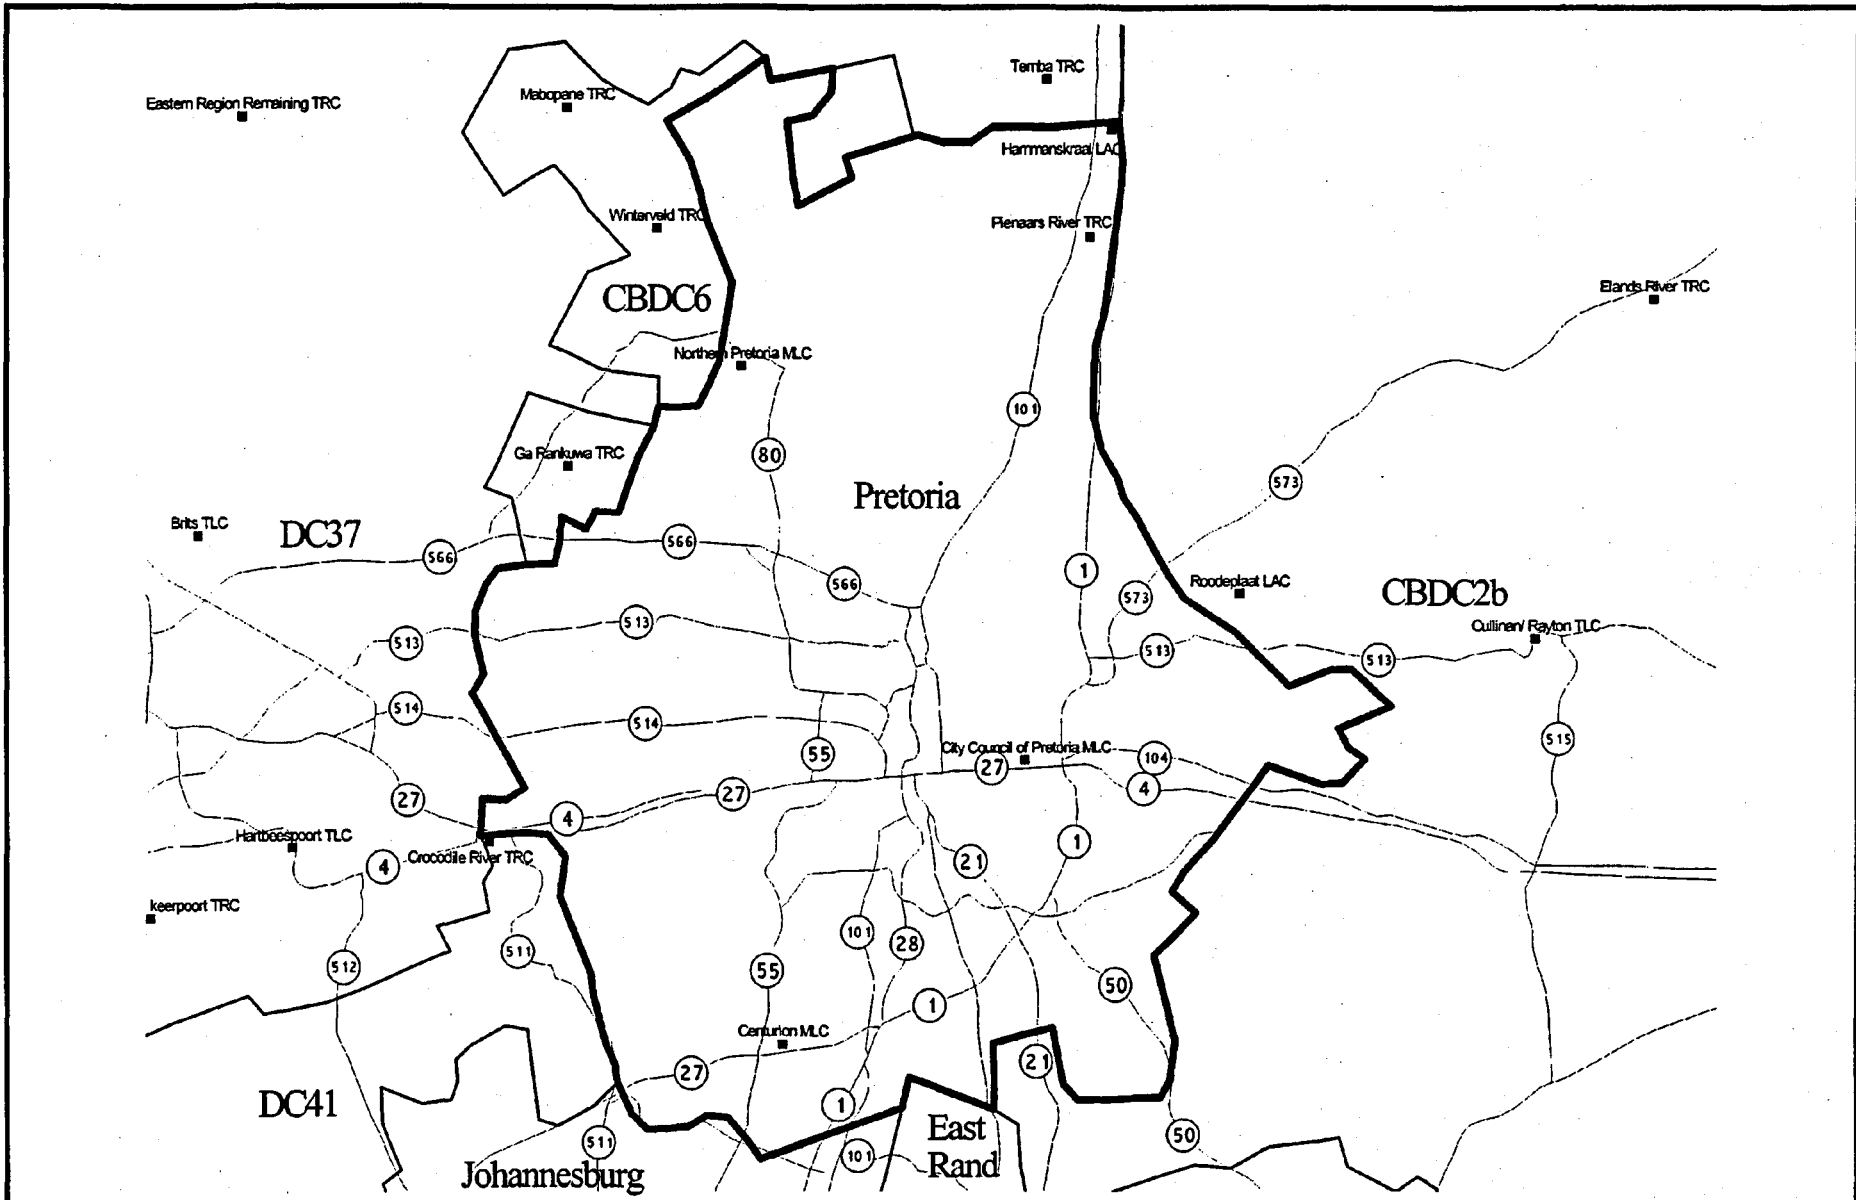 Temba TRC
Eastern Region Remaining TRC
Mabopane TRC
Hammanskraal LAC
Winterveld TRC
Pienaars River TRC
Elands River TRC
CBDC6
Northern Pretoria MLC
101
80
Ga Rankuwa TRC
573
Pretoria
Brits TLC
DC37
566
566
566
1
573
Roodeplaat LAC
CBDC2b
Cullinan/ Rayton TLC
513
513
513
513
514
514
55
City Council of Pretoria MLC
27
104
515
4
27
27
4
Hartbeespoort TLC
Crocodile River TRC
4
21
1
keerpoort TRC
101
28
511
512
55
50
1
Centurion MLC
27
21
DC41
1
East
Rand
511
101
50
Johannesburg